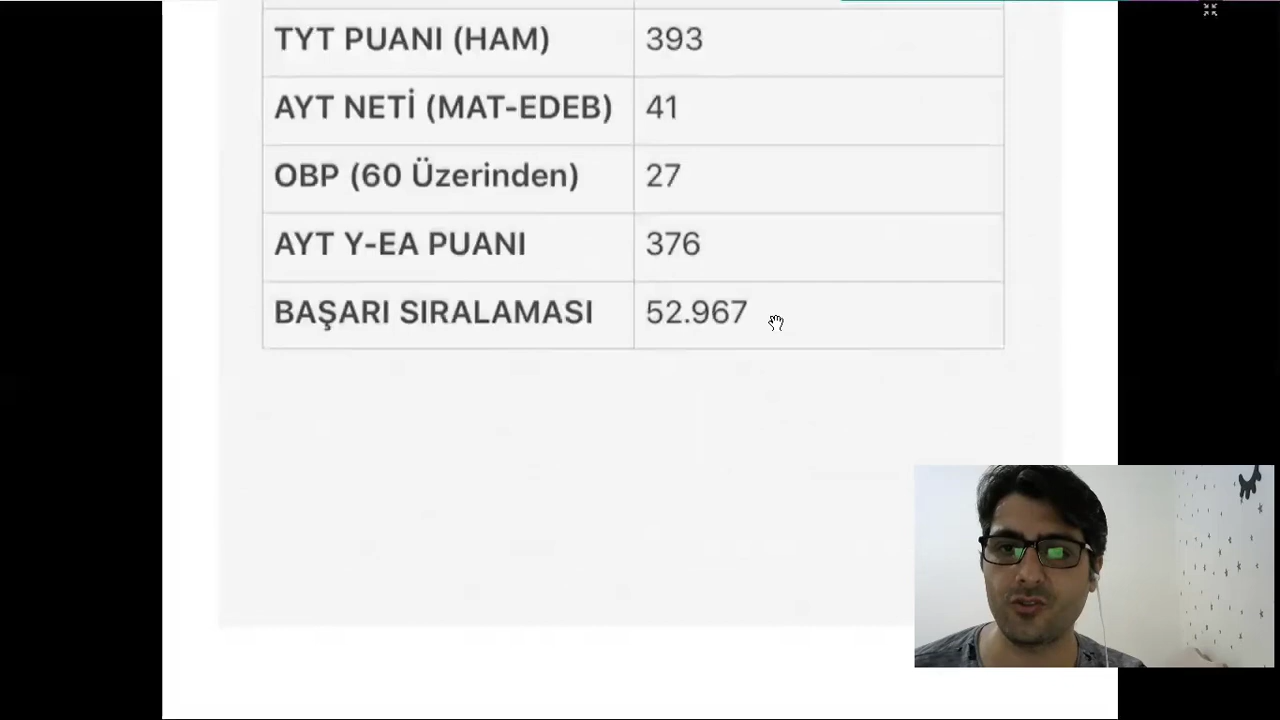 TYT PUANI (HAM) 393
AYT NETİ (MAT-EDEB) 41
OBP (60 Üzerinden) 27
AYT Y-EA PUANI 376
BAŞARI SIRALAMASI 52.967